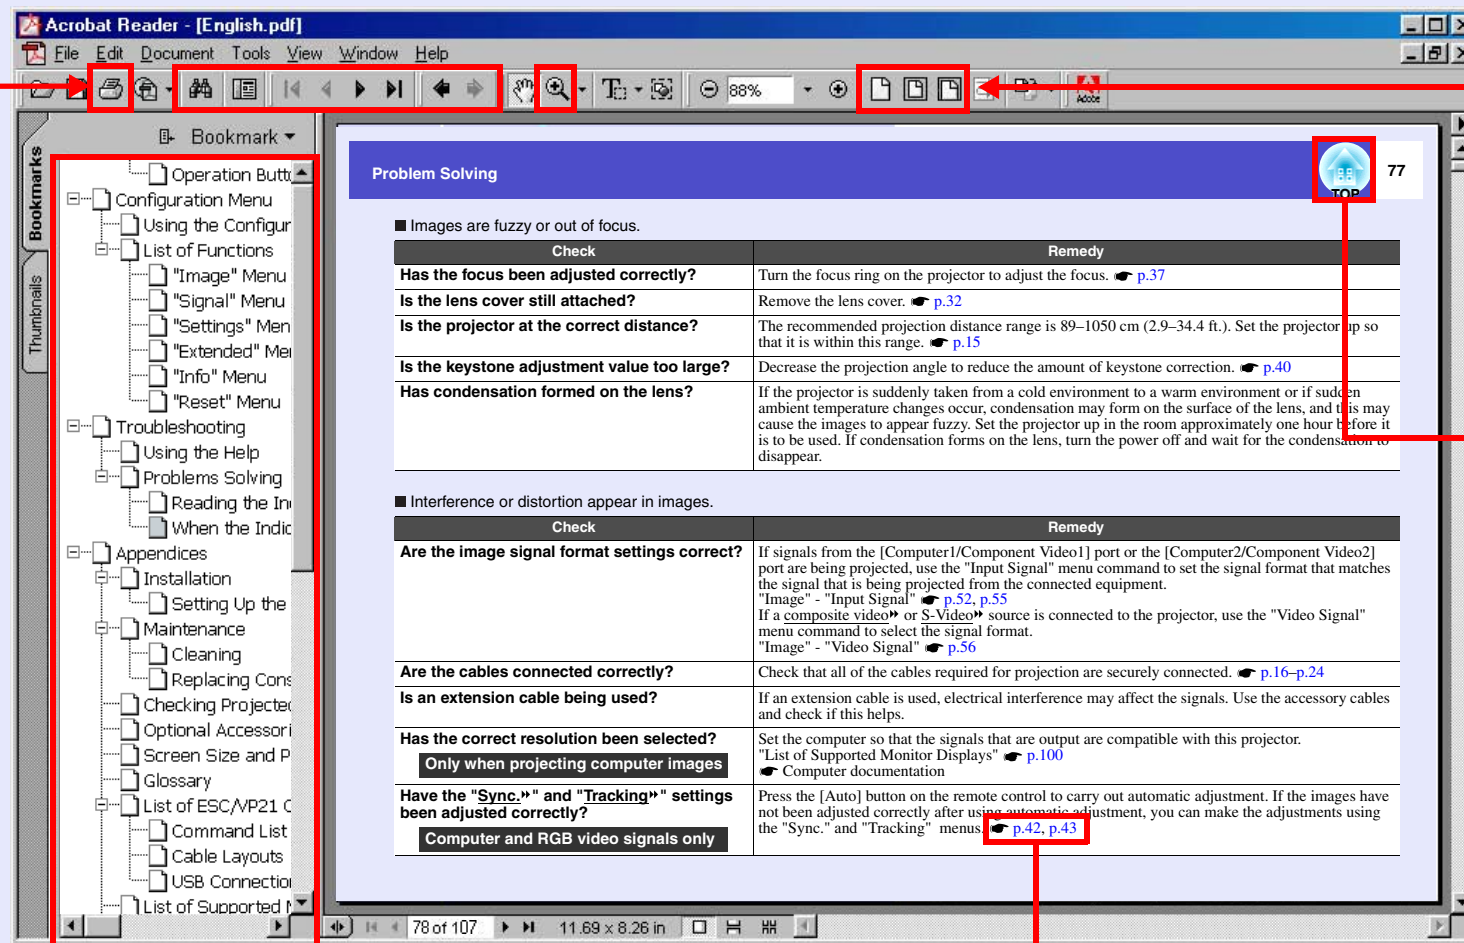 Acrobat Reader - [English.pdf]
File Edit Document Tools View Window Help
88%
Adobe
Bookmarks
Thumbnails
Bookmark
Operation Butto
Configuration Menu
Using the Configur
List of Functions
"Image" Menu
"Signal" Menu
"Settings" Men
"Extended" Me
"Info" Menu
"Reset" Menu
Troubleshooting
Using the Help
Problems Solving
Reading the In
When the Indic
Appendices
Installation
Setting Up the
Maintenance
Cleaning
Replacing Cons
Checking Projected
Optional Accessori
Screen Size and P
Glossary
List of ESC/VP21 C
Command List
Cable Layouts
USB Connection
List of Supported M
Problem Solving
TOP
77
Images are fuzzy or out of focus.
Check Remedy
Has the focus been adjusted correctly? Turn the focus ring on the projector to adjust the focus. ☛ p.37
Is the lens cover still attached? Remove the lens cover. ☛ p.32
Is the projector at the correct distance? The recommended projection distance range is 89–1050 cm (2.9–34.4 ft.). Set the projector up so
that it is within this range. ☛ p.15
Is the keystone adjustment value too large? Decrease the projection angle to reduce the amount of keystone correction. ☛ p.40
Has condensation formed on the lens? If the projector is suddenly taken from a cold environment to a warm environment or if sudden
ambient temperature changes occur, condensation may form on the surface of the lens, and this may
cause the images to appear fuzzy. Set the projector up in the room approximately one hour before it
is to be used. If condensation forms on the lens, turn the power off and wait for the condensation to
disappear.
Interference or distortion appear in images.
Check Remedy
Are the image signal format settings correct? If signals from the [Computer1/Component Video1] port or the [Computer2/Component Video2]
port are being projected, use the "Input Signal" menu command to set the signal format that matches
the signal that is being projected from the connected equipment.
"Image" - "Input Signal" ☛ p.52, p.55
If a composite video or S-Video source is connected to the projector, use the "Video Signal"
menu command to select the signal format.
"Image" - "Video Signal" ☛ p.56
Are the cables connected correctly? Check that all of the cables required for projection are securely connected. ☛ p.16–p.24
Is an extension cable being used? If an extension cable is used, electrical interference may affect the signals. Use the accessory cables
and check if this helps.
Has the correct resolution been selected? Set the computer so that the signals that are output are compatible with this projector.
Only when projecting computer images "List of Supported Monitor Displays" ☛ p.100
☛ Computer documentation
Have the "Sync." and "Tracking" settings Press the [Auto] button on the remote control to carry out automatic adjustment. If the images have
been adjusted correctly? not been adjusted correctly after using automatic adjustment, you can make the adjustments using
Computer and RGB video signals only the "Sync." and "Tracking" menus. ☛ p.42, p.43
78 of 107 11.69 x 8.26 in